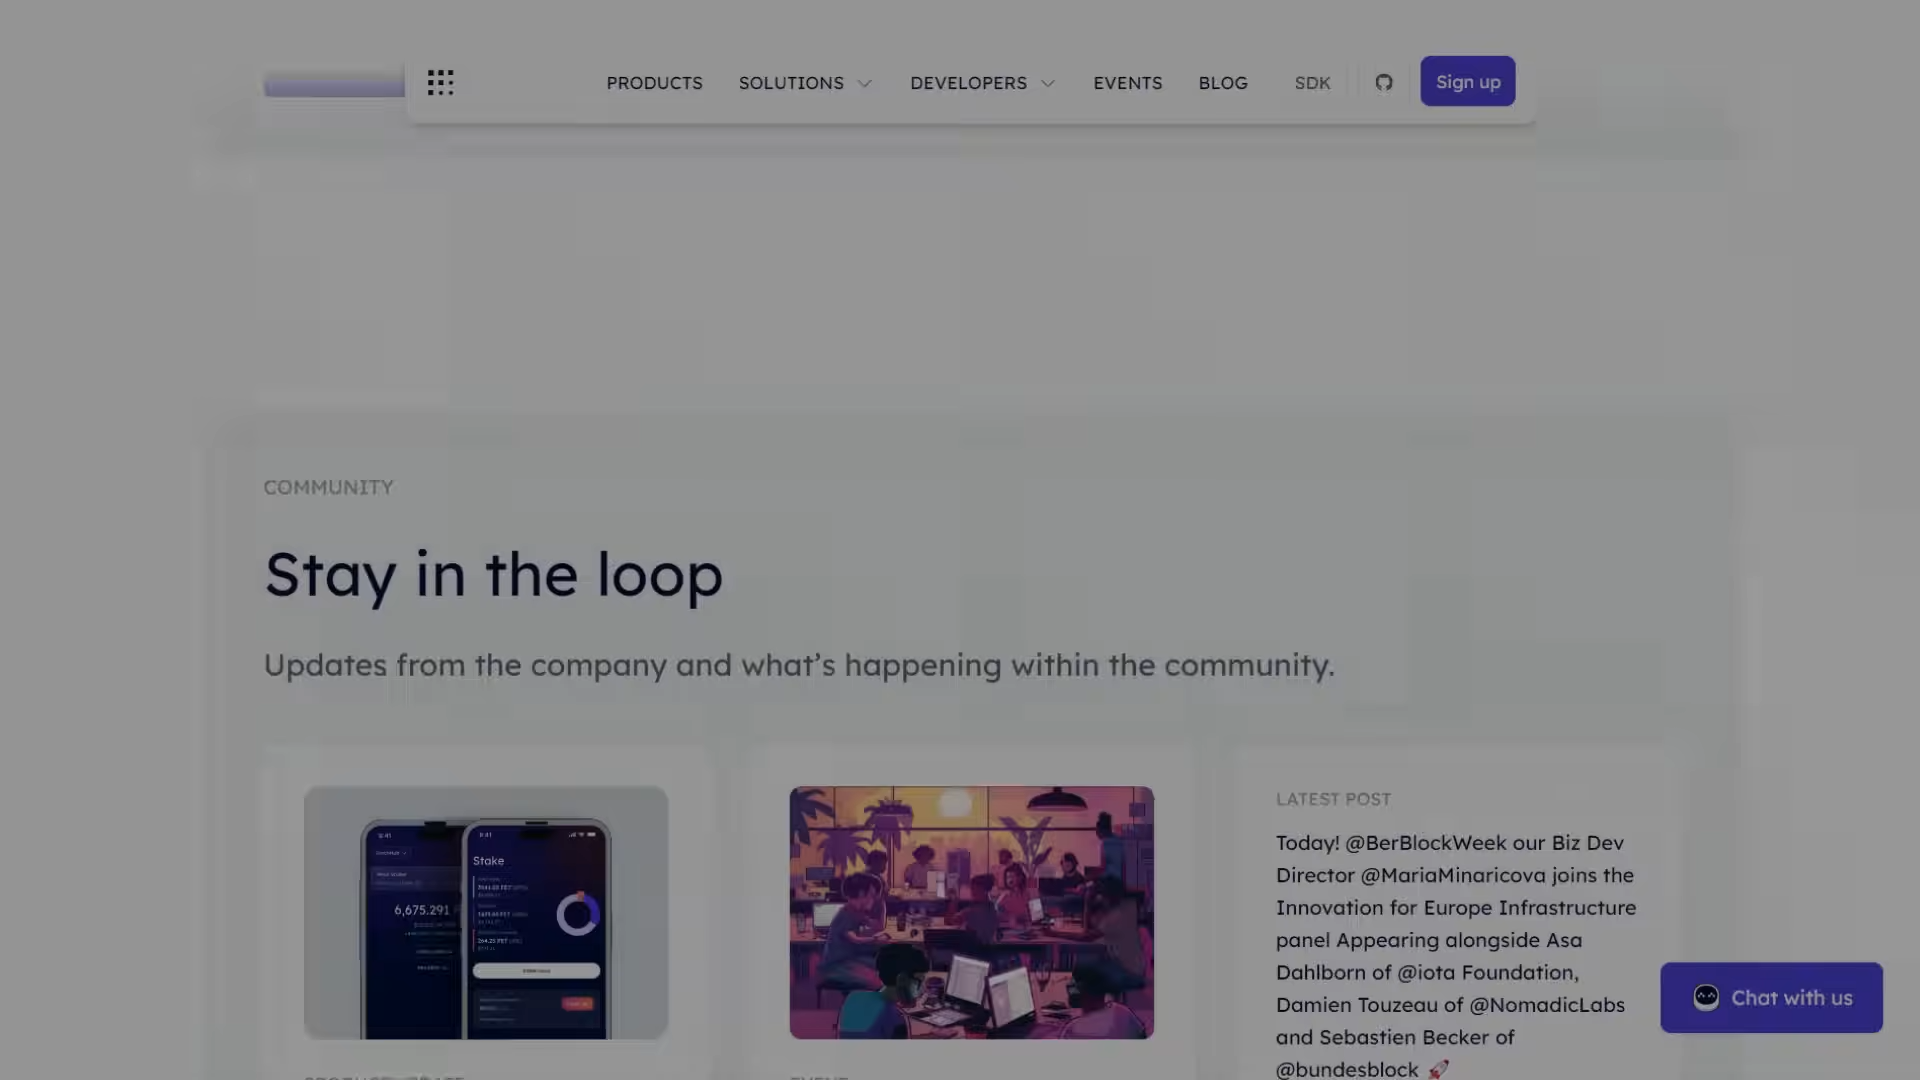 PRODUCTS SOLUTIONS DEVELOPERS EVENTS BLOG SDK Sign up
COMMUNITY
Stay in the loop
Updates from the company and what’s happening within the community.
9:41
Stake
6,675.291
LATEST POST
Today! @BerBlockWeek our Biz Dev
Director @MariaMinaricova joins the
Innovation for Europe Infrastructure
panel Appearing alongside Asa
Dahlborn of @iota Foundation,
Damien Touzeau of @NomadicLabs
and Sebastien Becker of
@bundesblock 🚀
Chat with us